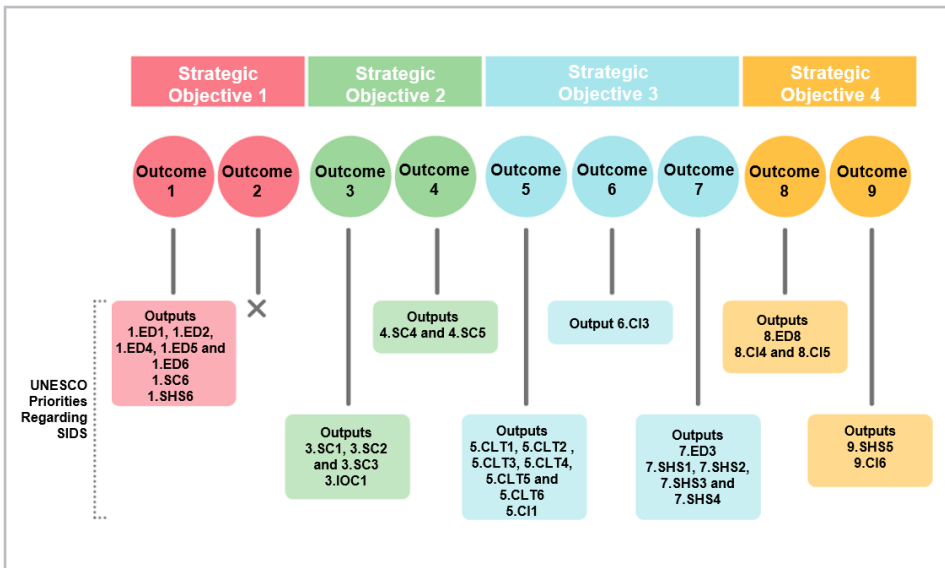 Strategic
Objective 1
Strategic
Objective 2
Strategic
Objective 3
Strategic
Objective 4
Outcome
1
Outcome
2
Outcome
3
Outcome
4
Outcome
5
Outcome
6
Outcome
7
Outcome
8
Outcome
9
UNESCO
Priorities
Regarding
SIDS
Outputs
1.ED1, 1.ED2,
1.ED4, 1.ED5 and
1.ED6
1.SC6
1.SHS6
Outputs
4.SC4 and 4.SC5
Output 6.CI3
Outputs
8.ED8
8.CI4 and 8.CI5
Outputs
3.SC1, 3.SC2
and 3.SC3
3.IOC1
Outputs
5.CLT1, 5.CLT2 ,
5.CLT3, 5.CLT4,
5.CLT5 and
5.CLT6
5.CI1
Outputs
7.ED3
7.SHS1, 7.SHS2,
7.SHS3 and
7.SHS4
Outputs
9.SHS5
9.CI6